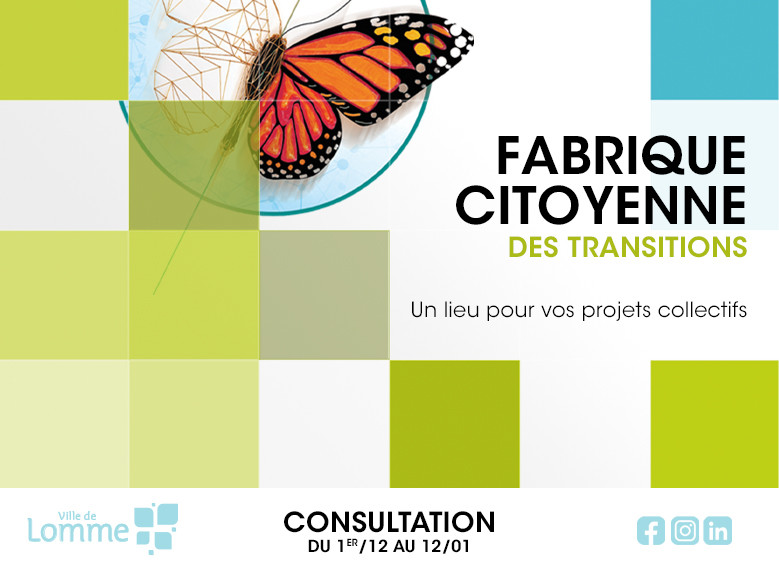 FABRIQUE
CITOYENNE
DES TRANSITIONS
Un lieu pour vos projets collectifs
Ville de
Lomme
CONSULTATION
DU 1ER/12 AU 12/01